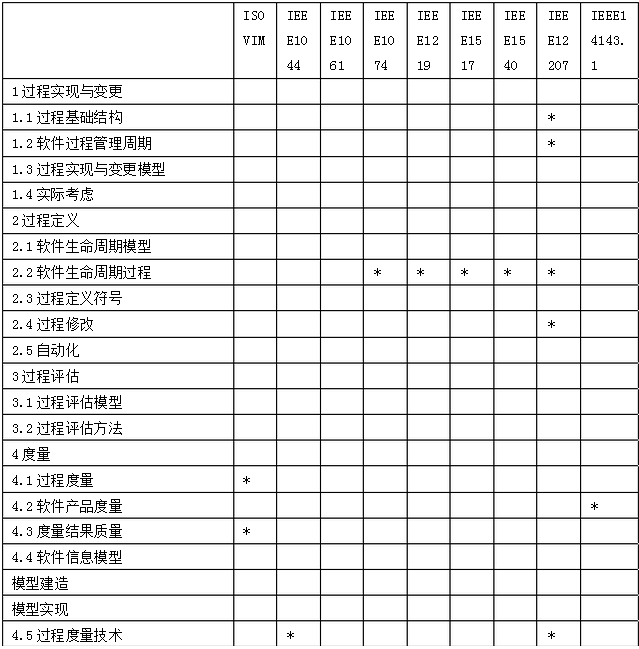 ISO VIM IEEE1044 IEEE1061 IEEE1074 IEEE1219 IEEE1517 IEEE1540 IEEE12207 IEEE14143.1
1过程实现与变更
1.1过程基础结构 *
1.2软件过程管理周期 *
1.3过程实现与变更模型
1.4实际考虑
2过程定义
2.1软件生命周期模型
2.2软件生命周期过程 * * * * *
2.3过程定义符号
2.4过程修改 *
2.5自动化
3过程评估
3.1过程评估模型
3.2过程评估方法
4度量
4.1过程度量 *
4.2软件产品度量 *
4.3度量结果质量 *
4.4软件信息模型
模型建造
模型实现
4.5过程度量技术 * *